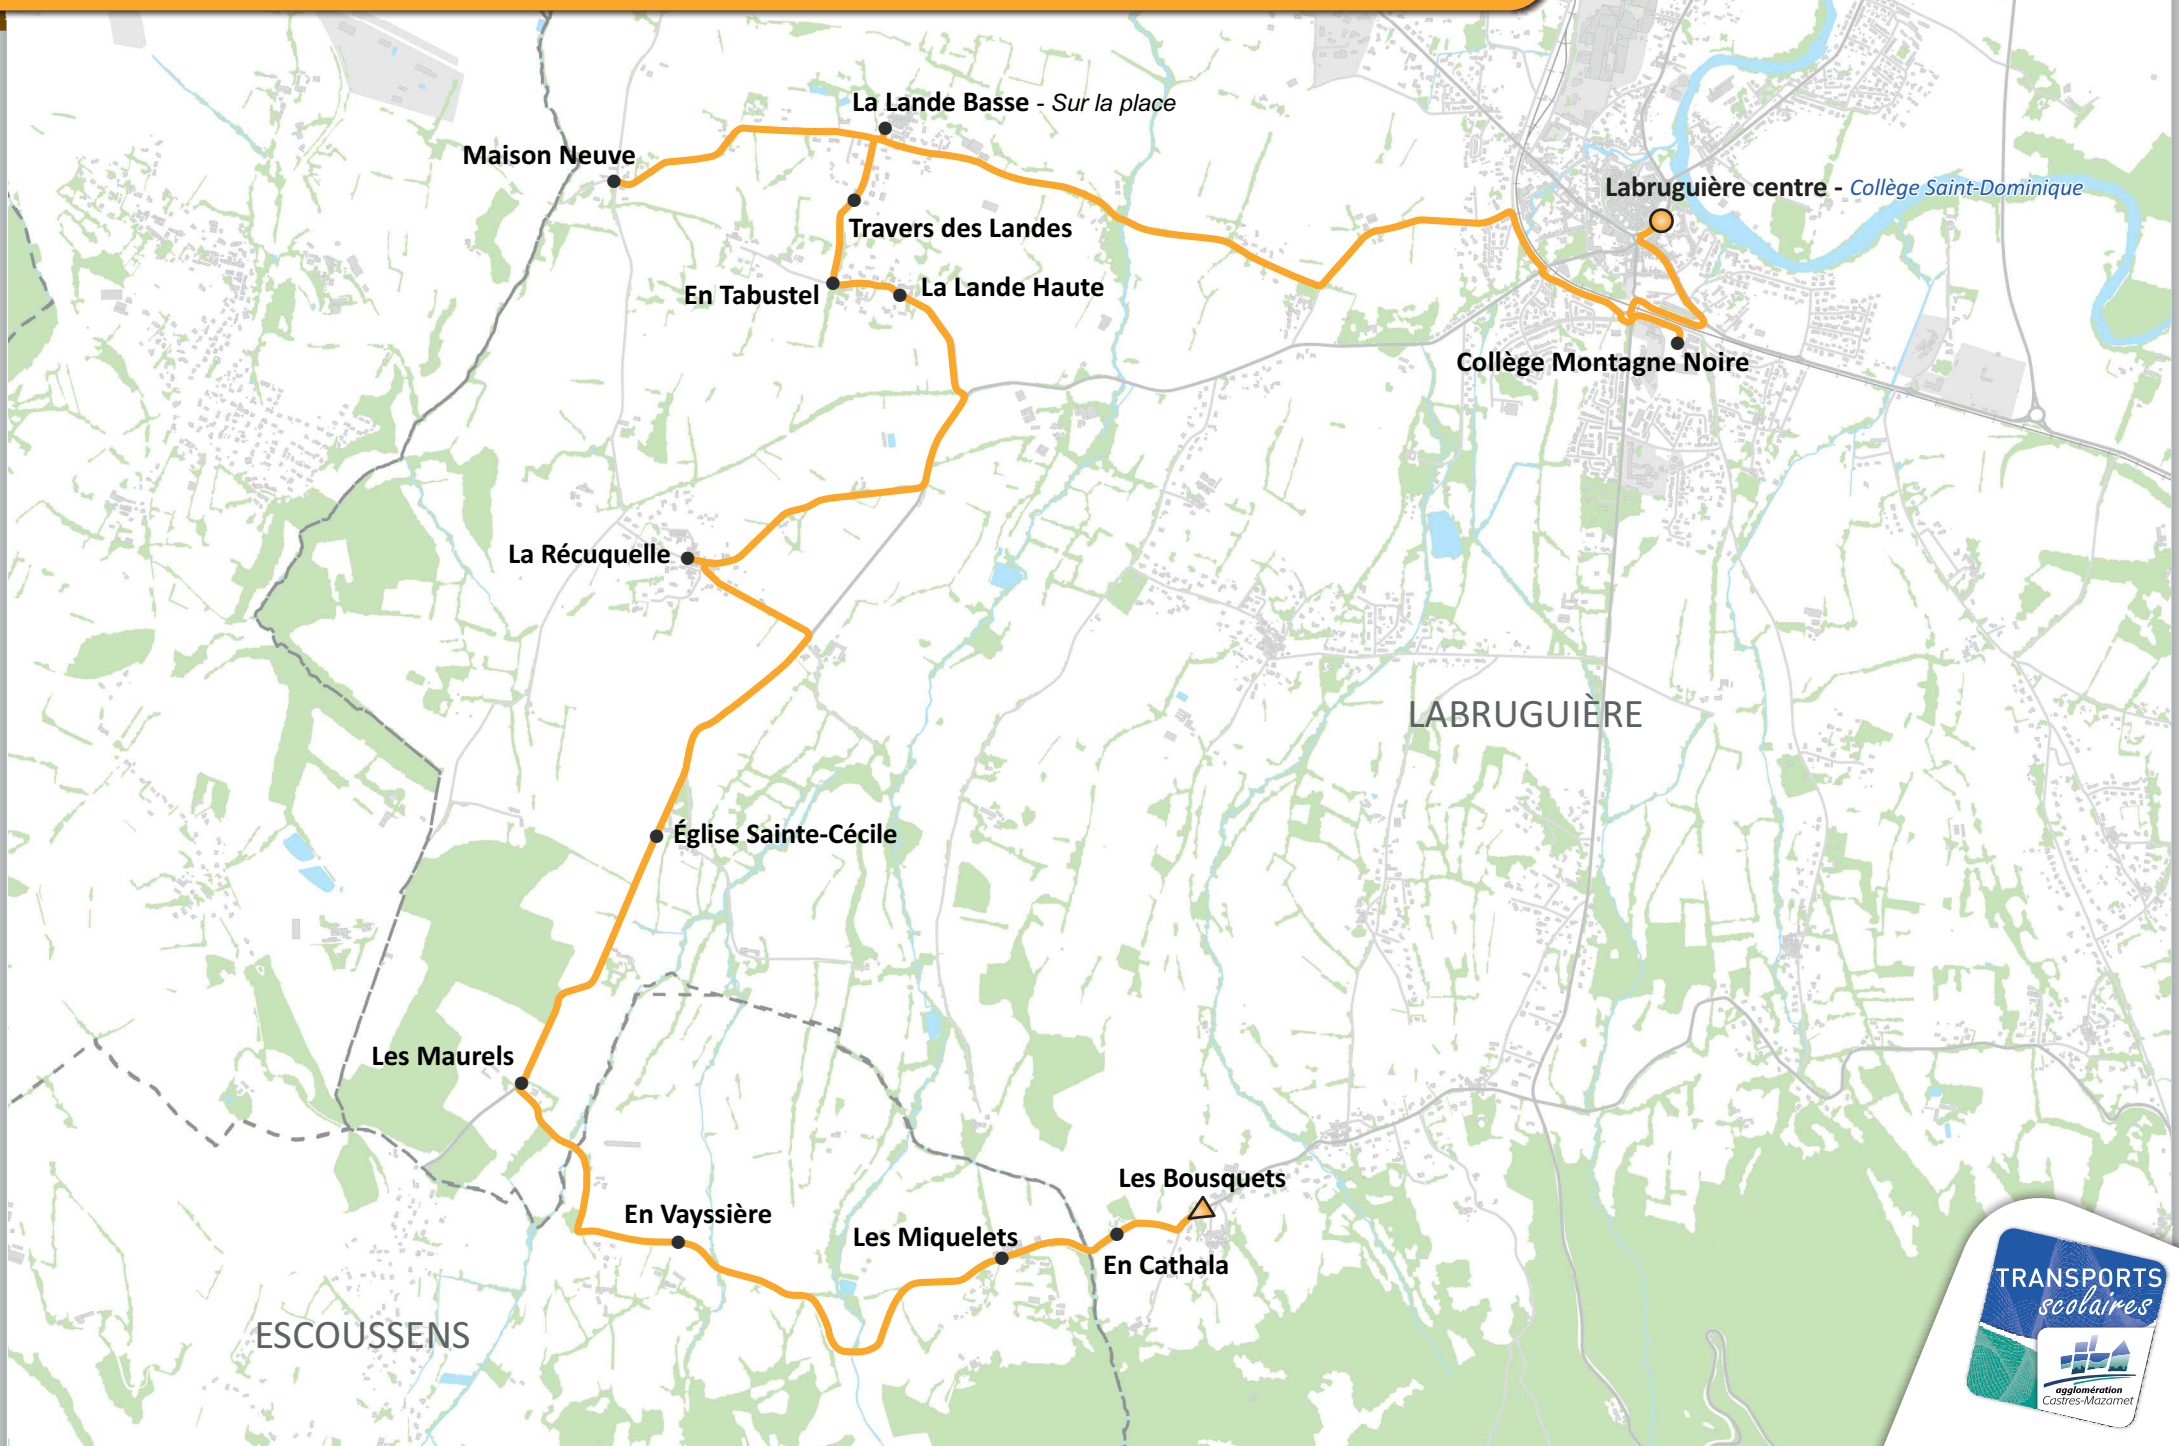 La Lande Basse - Sur la place
Maison Neuve
Labruguière centre - Collège Saint-Dominique
Travers des Landes
En Tabustel
La Lande Haute
Collège Montagne Noire
La Récuquelle
LABRUGUIÈRE
Église Sainte-Cécile
Les Maurels
Les Bousquets
En Vayssière
Les Miquelets
En Cathala
ESCOUSSENS
TRANSPORTS
scolaires
agglomération
Castres-Mazamet